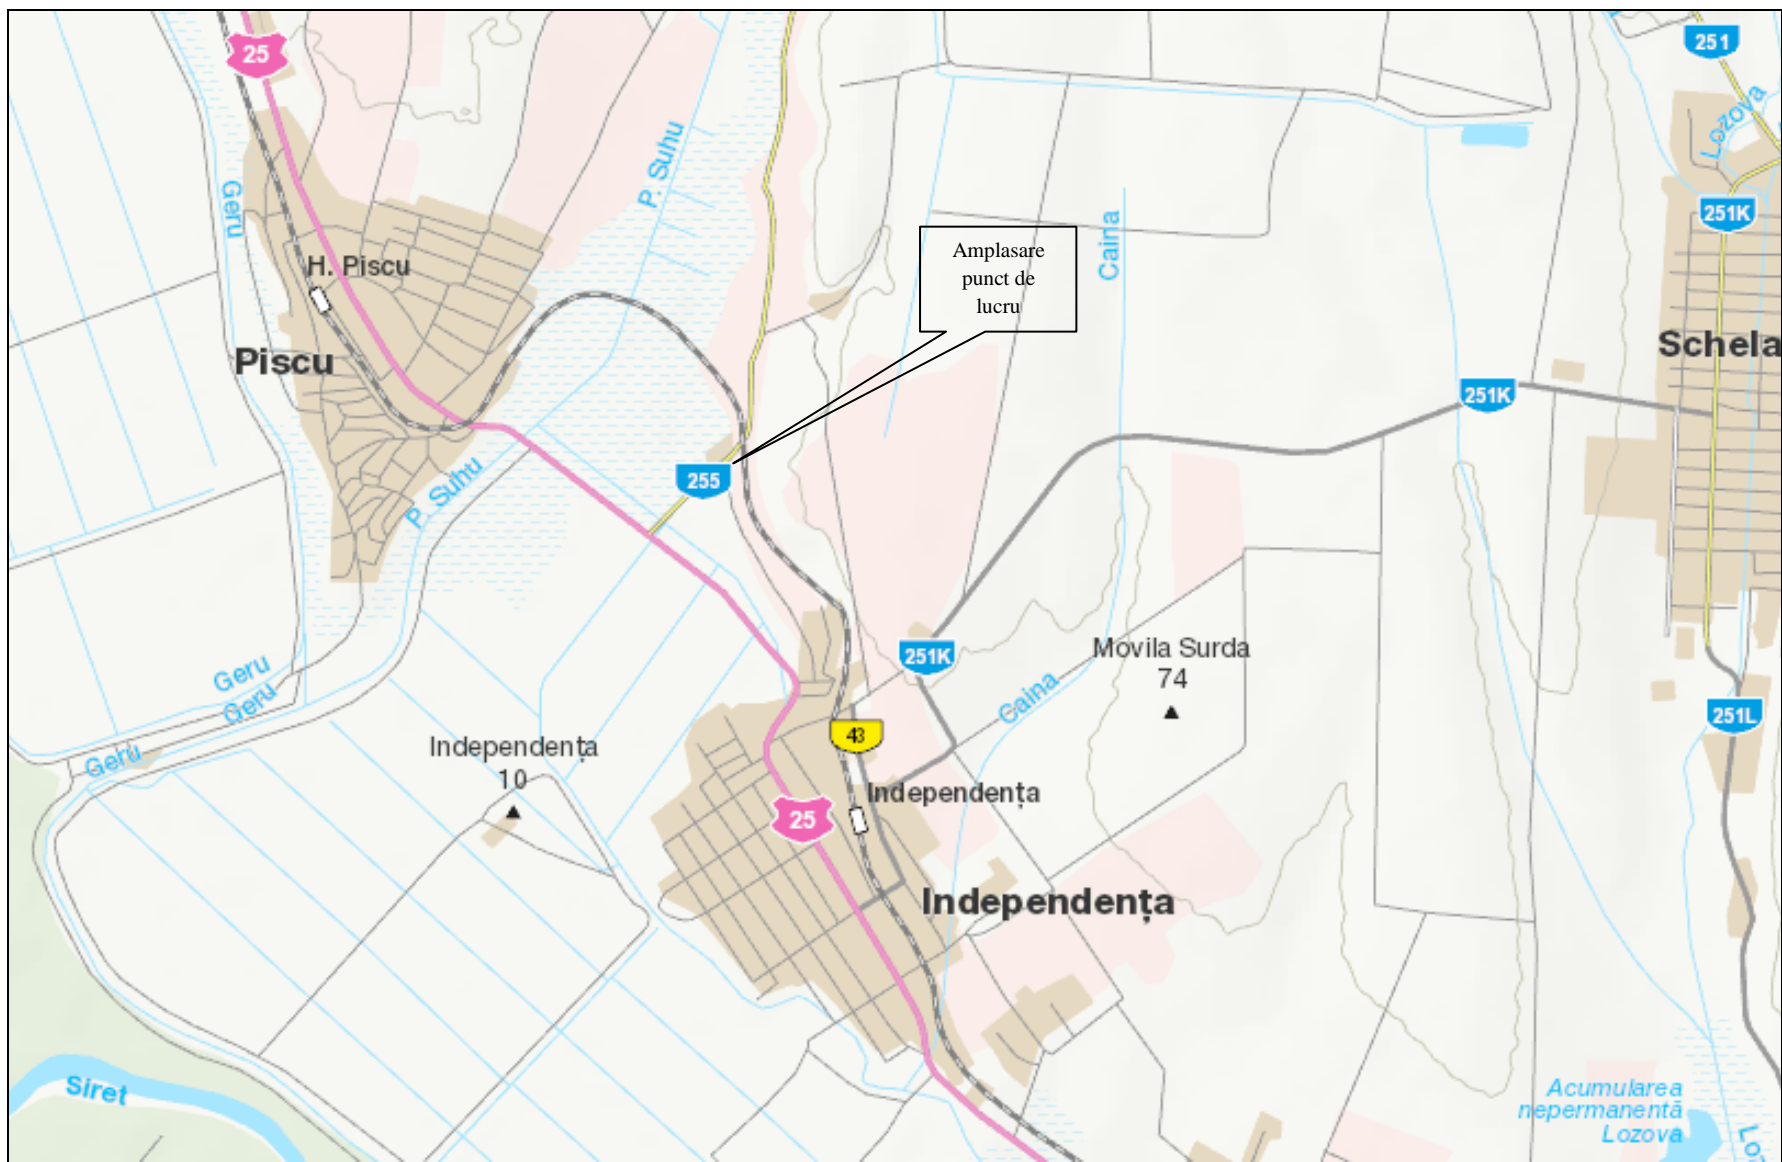 25
251
Lozova
P. Suhu
Geru
251K
Caina
Amplasare
punct de
lucru
H. Piscu
Schela
Piscu
251K
255
P. Suhu
Movila Surda
74
251K
Geru
Caina
Geru
251L
43
Independența
10
Geru
Independența
25
Independența
Siret
Acumularea
nepermanentă
Lozova